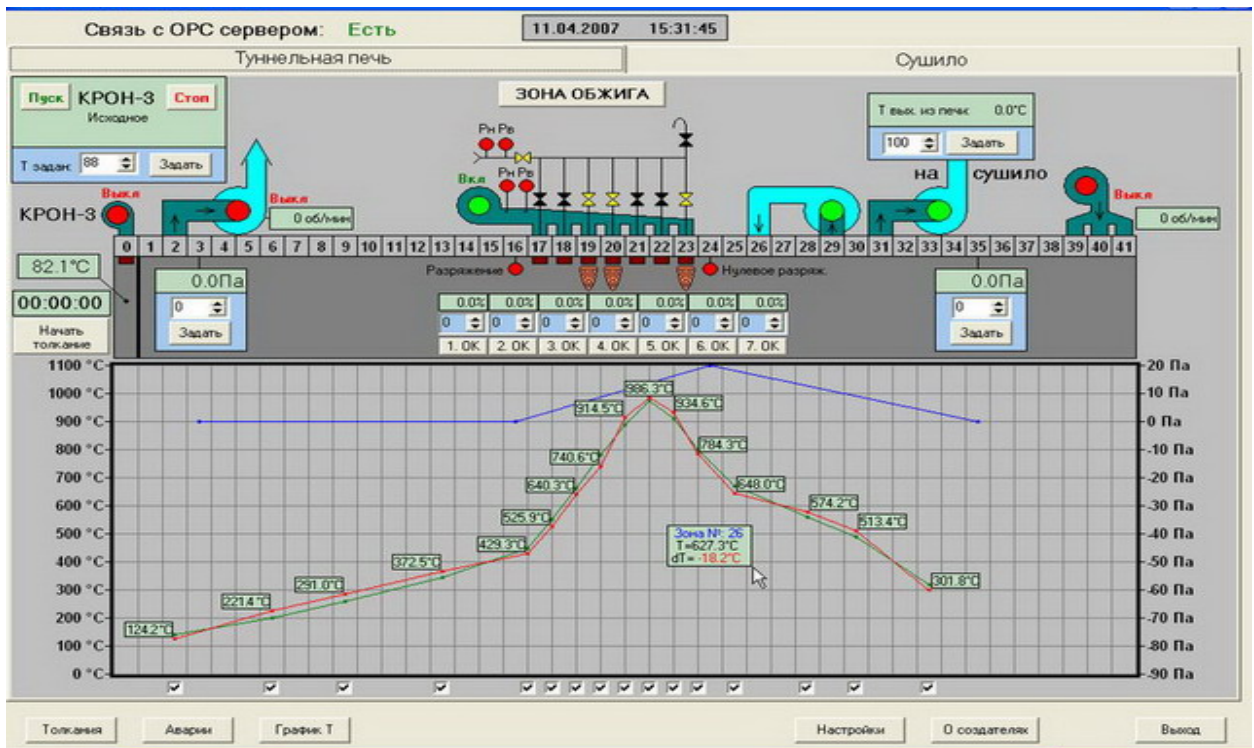 Связь с OPC сервером: Есть 11.04.2007 15:31:45
Туннельная печь Сушило
Пуск КРОН-3 Стоп
Исходное
Т задан: 88 Задать
ЗОНА ОБЖИГА
Рн Рв
Рн Рв
Т вых. из печи: 0.0°C
100 Задать
на сушило
Выкл
КРОН-3
Выкл
0 об/мин
Вкл
Выкл
0 об/мин
0 1 2 3 4 5 6 7 8 9 10 11 12 13 14 15 16 17 18 19 20 21 22 23 24 25 26 27 28 29 30 31 32 33 34 35 36 37 38 39 40 41
82.1°C
00:00:00
Начать
толкание
0.0Па
0
Задать
Разряжение
Нулевое разряж.
0.0% 0.0% 0.0% 0.0% 0.0% 0.0% 0.0%
0 0 0 0 0 0 0
1. OK 2. OK 3. OK 4. OK 5. OK 6. OK 7. OK
0.0Па
0
Задать
1100 °C
1000 °C
900 °C
800 °C
700 °C
600 °C
500 °C
400 °C
300 °C
200 °C
100 °C
0 °C
124.2°C
221.4°C
291.0°C
372.5°C
429.3°C
525.9°C
640.3°C
740.6°C
914.5°C
986.3°C
934.6°C
784.3°C
648.0°C
574.2°C
513.4°C
301.8°C
Зона №: 26
T=627.3°C
dT= -18.2°C
20 Па
10 Па
0 Па
-10 Па
-20 Па
-30 Па
-40 Па
-50 Па
-60 Па
-70 Па
-80 Па
-90 Па
Толкания Аварии График Т Настройки О создателях Выход